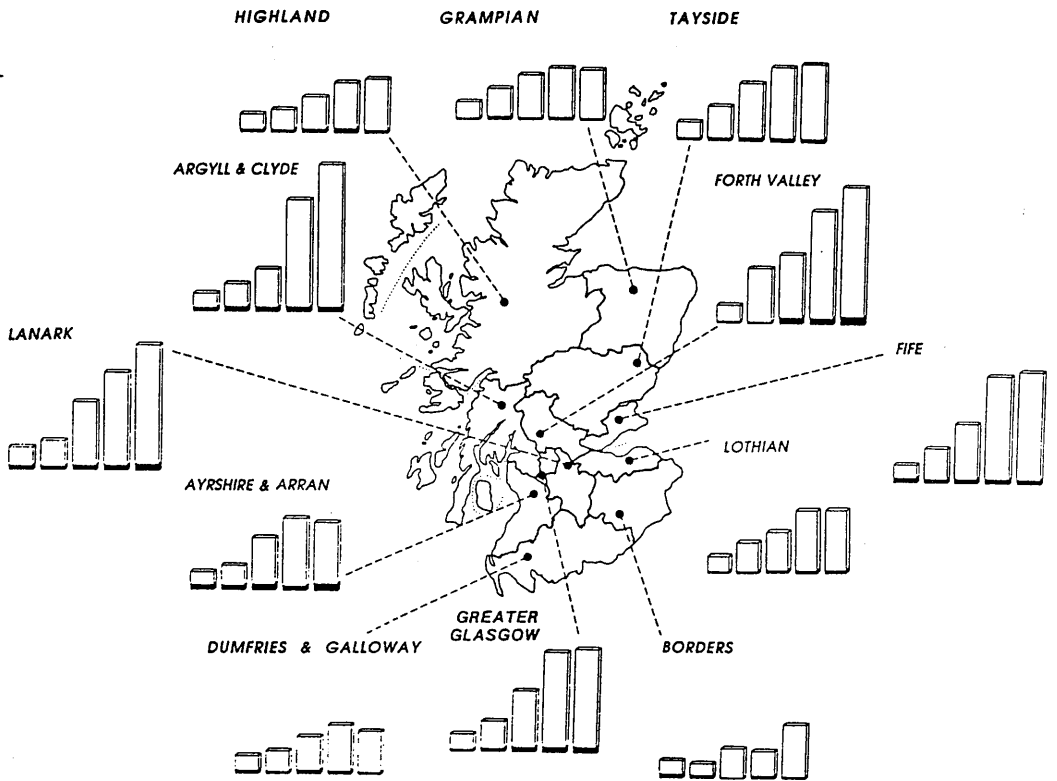 HIGHLAND
GRAMPIAN
TAYSIDE
ARGYLL & CLYDE
FORTH VALLEY
LANARK
FIFE
LOTHIAN
AYRSHIRE & ARRAN
GREATER
GLASGOW
DUMFRIES & GALLOWAY
BORDERS